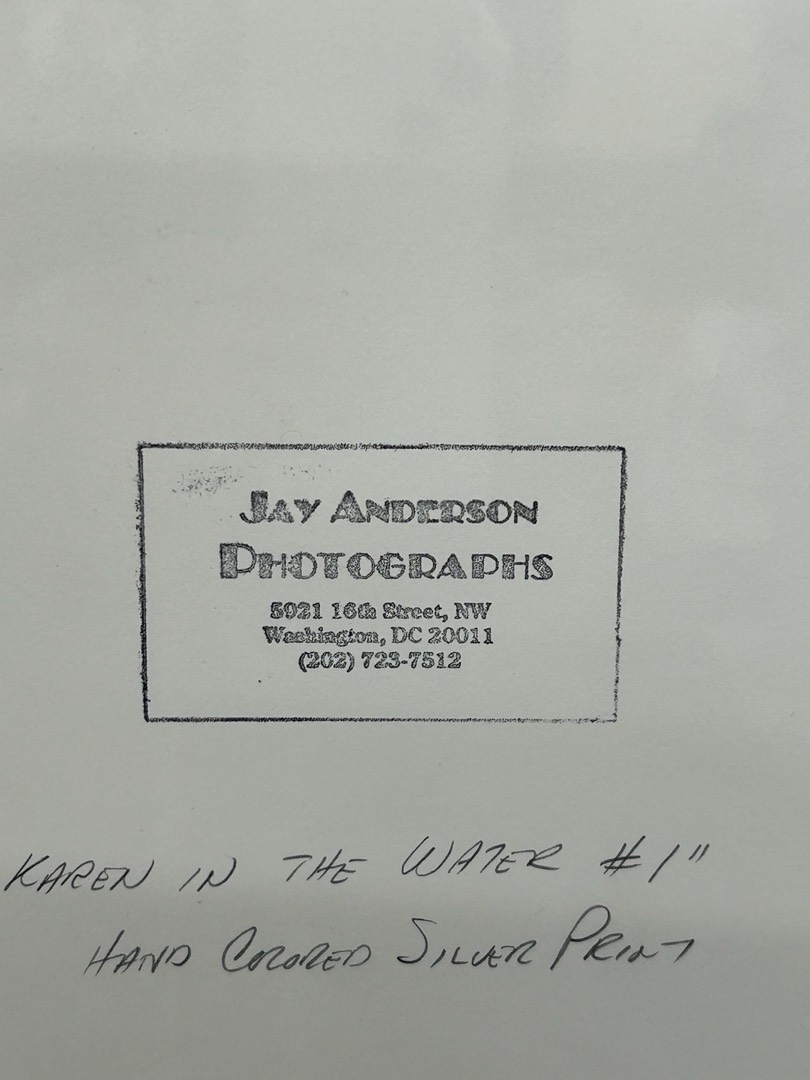 JAY ANDERSON
PHOTOGRAPHS
5921 16th Street, NW
Washington, DC 20011
(202) 723-7512
KAREN IN THE WATER #1"
HAND COLORED SILVER PRINT